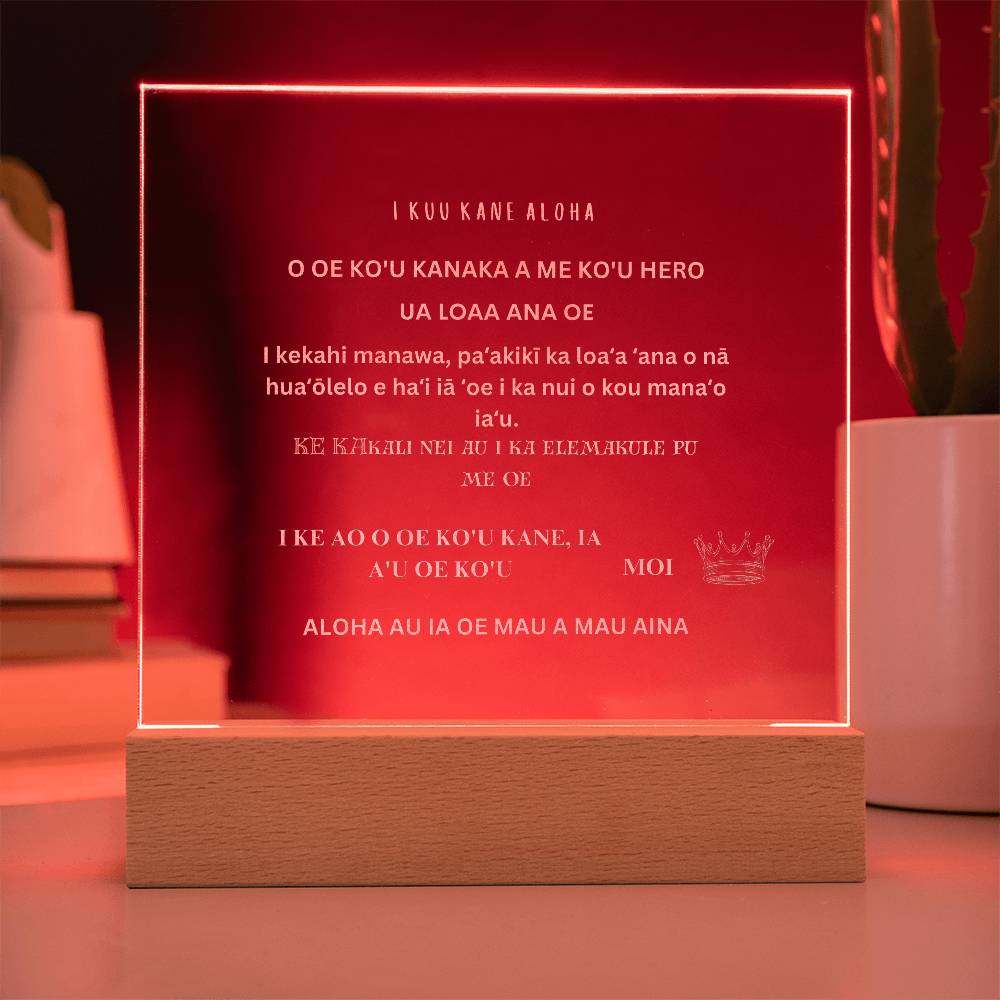 I KUU KANE ALOHA
O OE KO'U KANAKA A ME KO'U HERO
UA LOAA ANA OE
I kekahi manawa, paʻakikī ka loaʻa ʻana o nā
huaʻōlelo e haʻi iā ʻoe i ka nui o kou manaʻo
iaʻu.
KE KAKALI NEI AU I KA ELEMAKULE PU
ME OE
I KE AO O OE KO'U KANE, IA
A'U OE KO'U
MOI
ALOHA AU IA OE MAU A MAU AINA